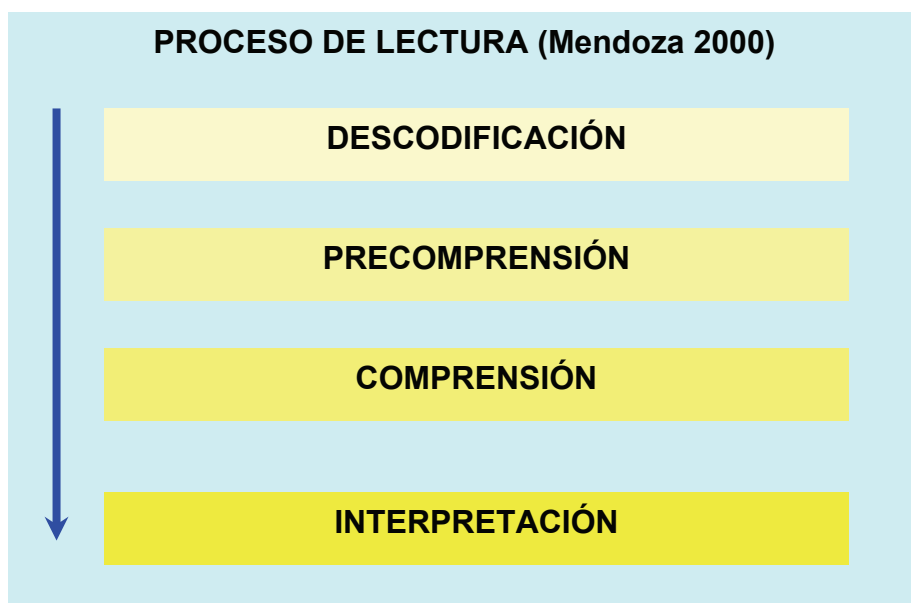 PROCESO DE LECTURA (Mendoza 2000)
DESCODIFICACIÓN
PRECOMPRENSIÓN
COMPRENSIÓN
INTERPRETACIÓN